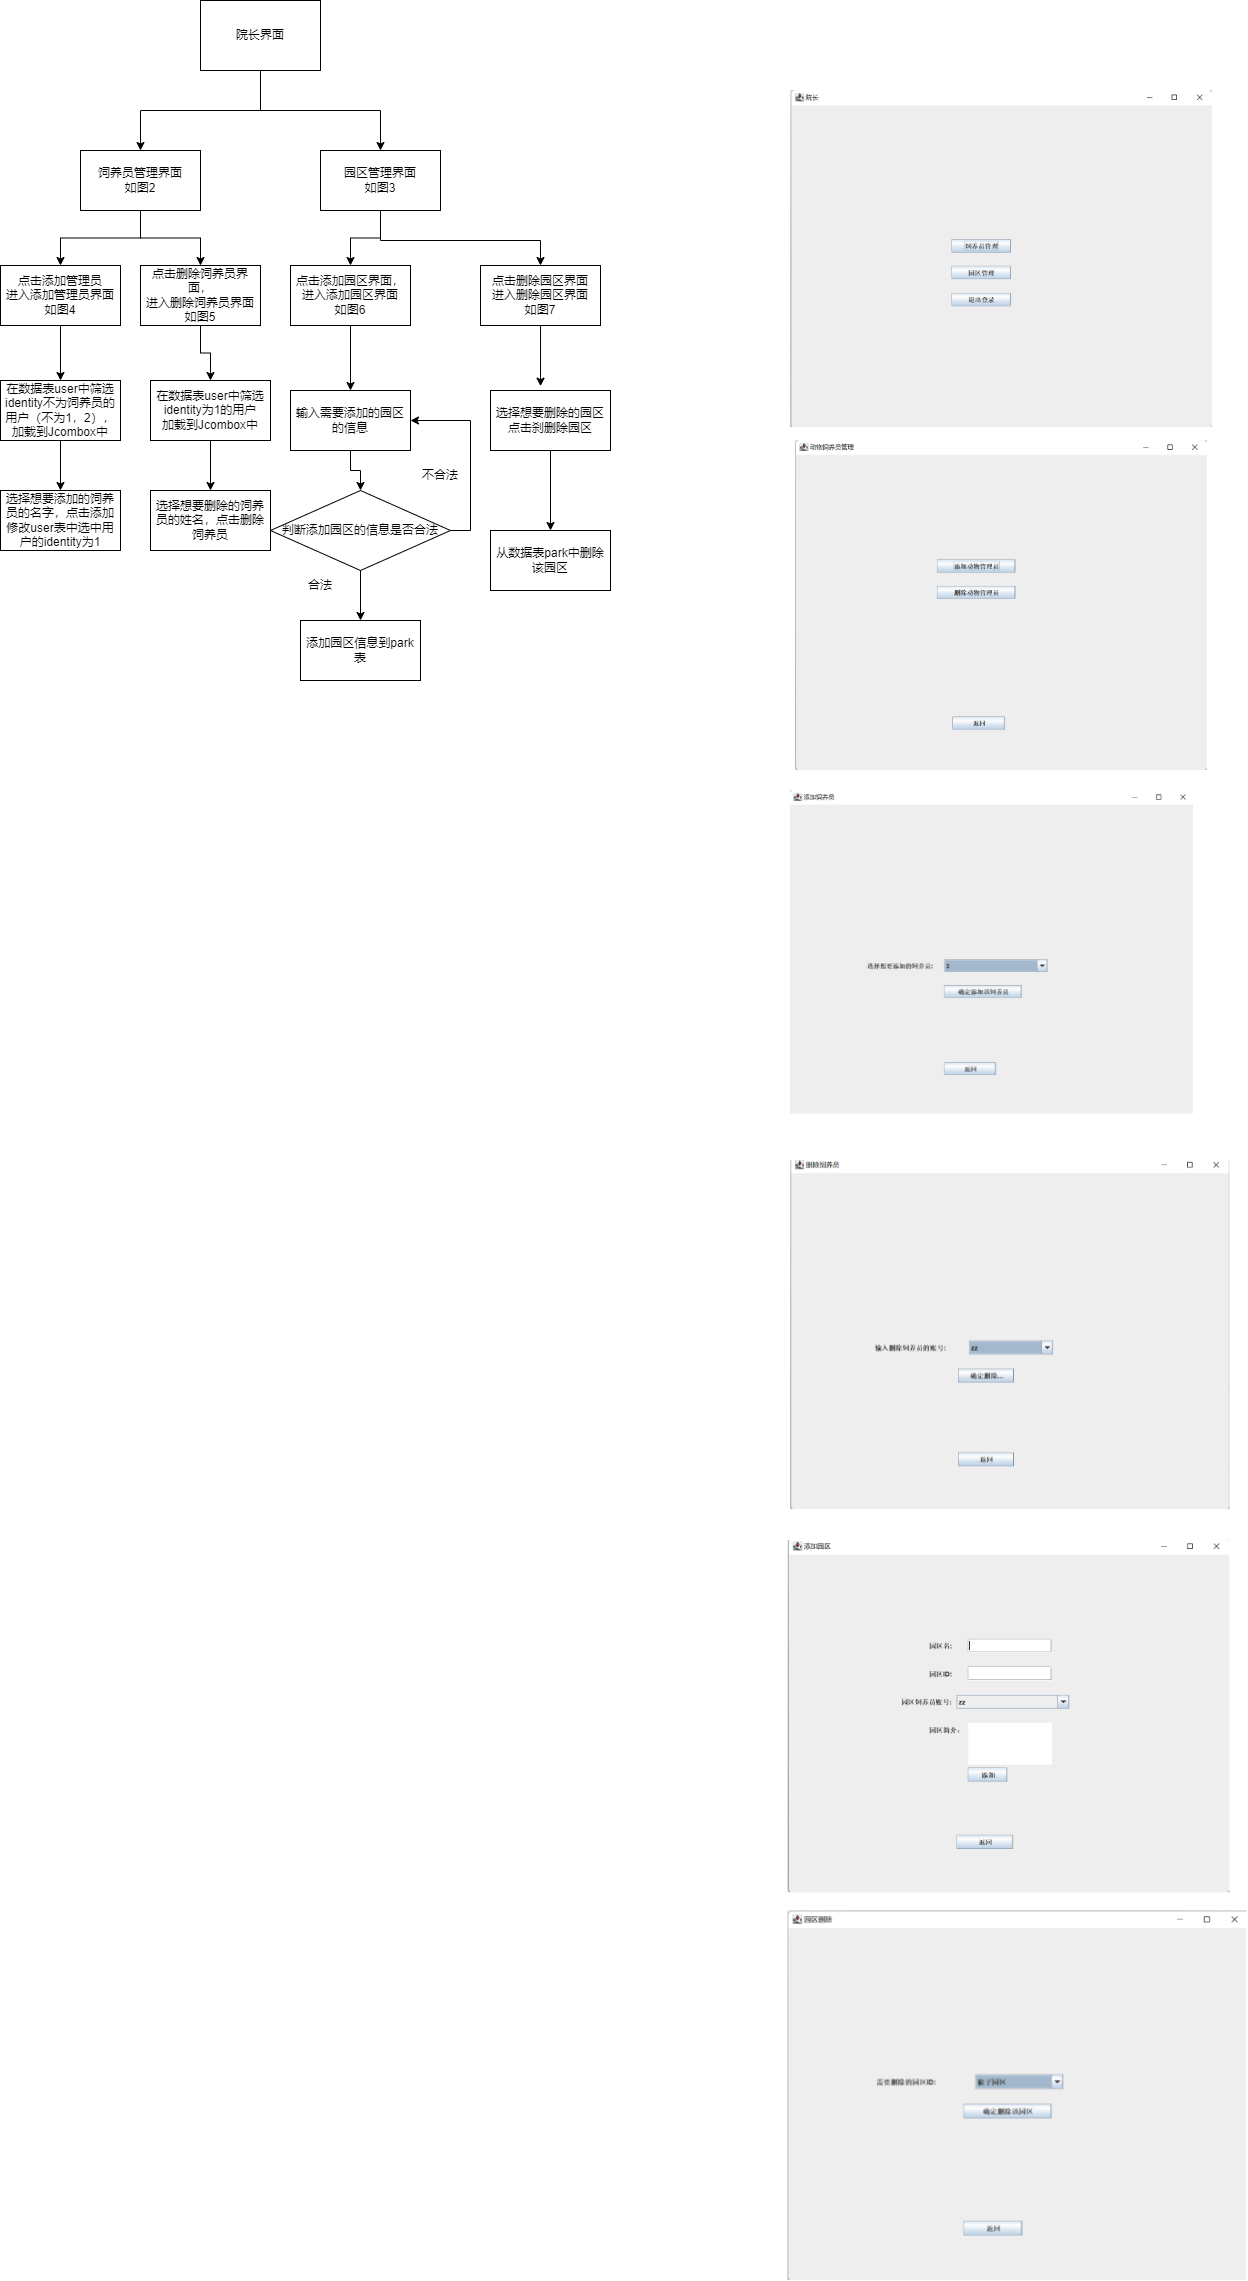 院长界面
饲养员管理界面
如图2
园区管理界面
如图3
点击添加管理员
进入添加管理员界面
如图4
点击删除饲养员界
面，
进入删除饲养员界面
如图5
点击添加园区界面，
进入添加园区界面
如图6
点击删除园区界面
进入删除园区界面
如图7
在数据表user中筛选
identity不为饲养员的
用户（不为1，2），
加载到Jcombox中
在数据表user中筛选
identity为1的用户
加载到Jcombox中
输入需要添加的园区
的信息
选择想要删除的园区
点击刹删除园区
不合法
选择想要添加的饲养
员的名字，点击添加
修改user表中选中用
户的identity为1
选择想要删除的饲养
员的姓名，点击删除
饲养员
判断添加园区的信息是否合法
从数据表park中删除
该园区
合法
添加园区信息到park
表
院长
饲养员管理
园区管理
退出登录
动物饲养员管理
添加动物管理员
删除动物管理员
返回
添加饲养员
选择想要添加的饲养员:
3
确定添加该饲养员
返回
删除饲养员
输入删除饲养员的账号:
zz
确定删除...
返回
添加园区
园区名:
园区ID:
园区饲养员账号:
zz
园区简介:
添加
返回
园区删除
需要删除的园区ID:
猴子园区
确定删除该园区
返回